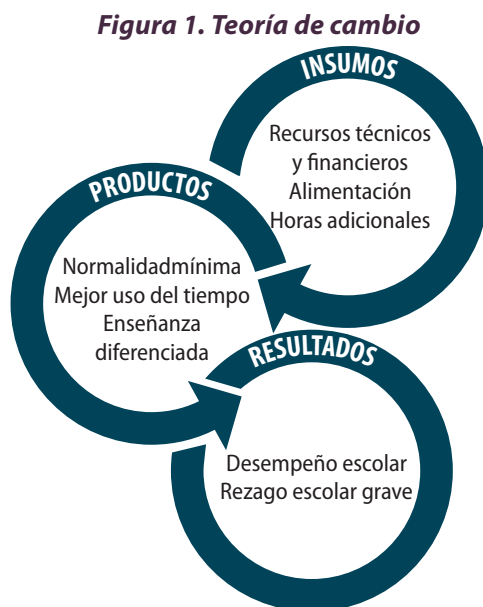 Figura 1. Teoría de cambio
INSUMOS
Recursos técnicos
y financieros
Alimentación
Horas adicionales
PRODUCTOS
Normalidadmínima
Mejor uso del tiempo
Enseñanza
diferenciada
RESULTADOS
Desempeño escolar
Rezago escolar grave